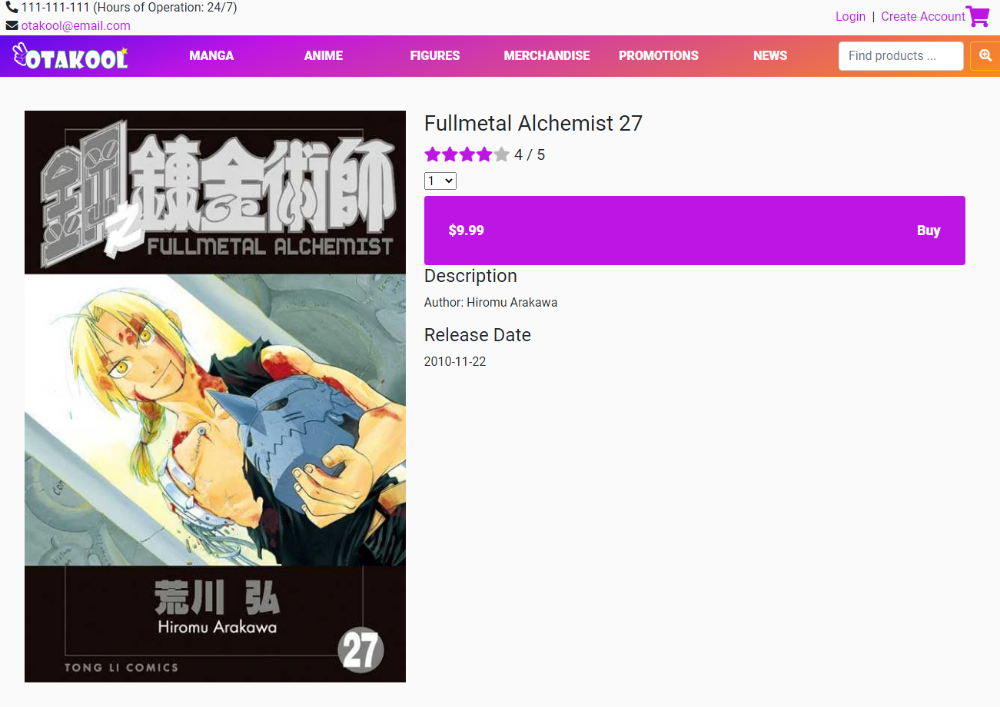 111-111-111 (Hours of Operation: 24/7)
otakool@email.com
Login | Create Account
OTAKOOL
MANGA
ANIME
FIGURES
MERCHANDISE
PROMOTIONS
NEWS
Find products ...
鋼之錬金術師
FULLMETAL ALCHEMIST
荒川 弘
Hiromu Arakawa
27
TONG LI COMICS
Fullmetal Alchemist 27
4 / 5
1
$9.99 Buy
Description
Author: Hiromu Arakawa
Release Date
2010-11-22